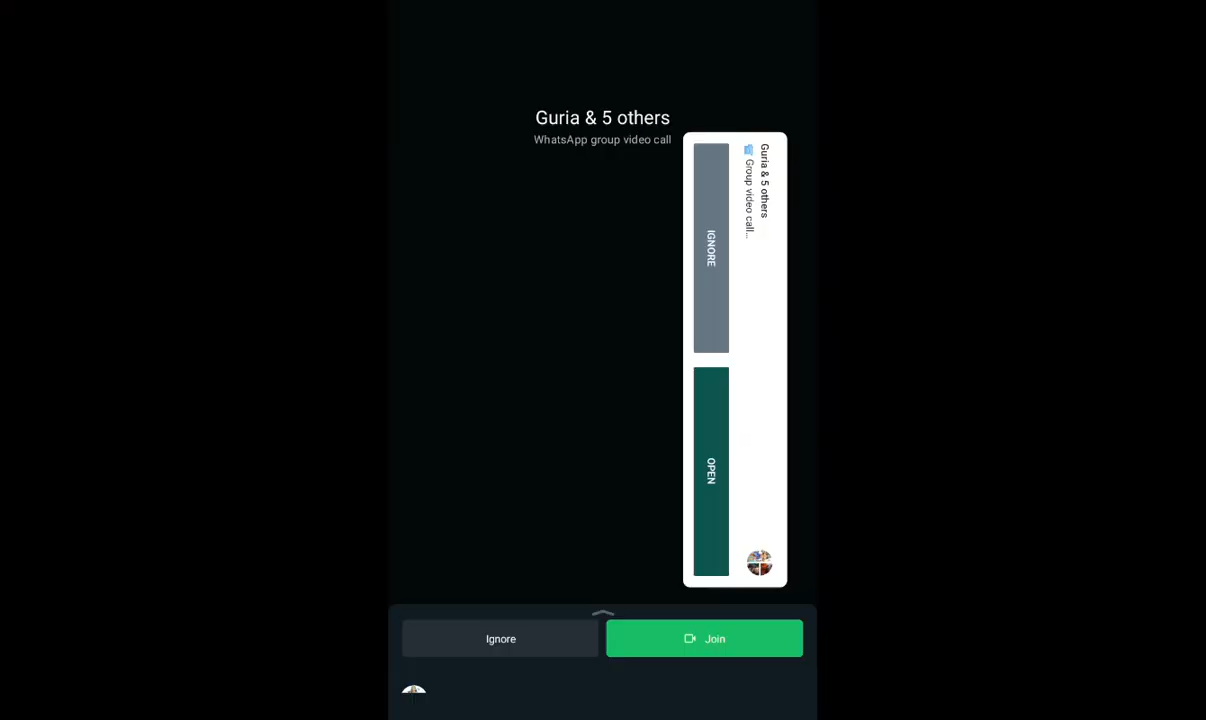 Guria & 5 others
WhatsApp group video call
Guria & 5 others
Group video call...
IGNORE
OPEN
Ignore
Join